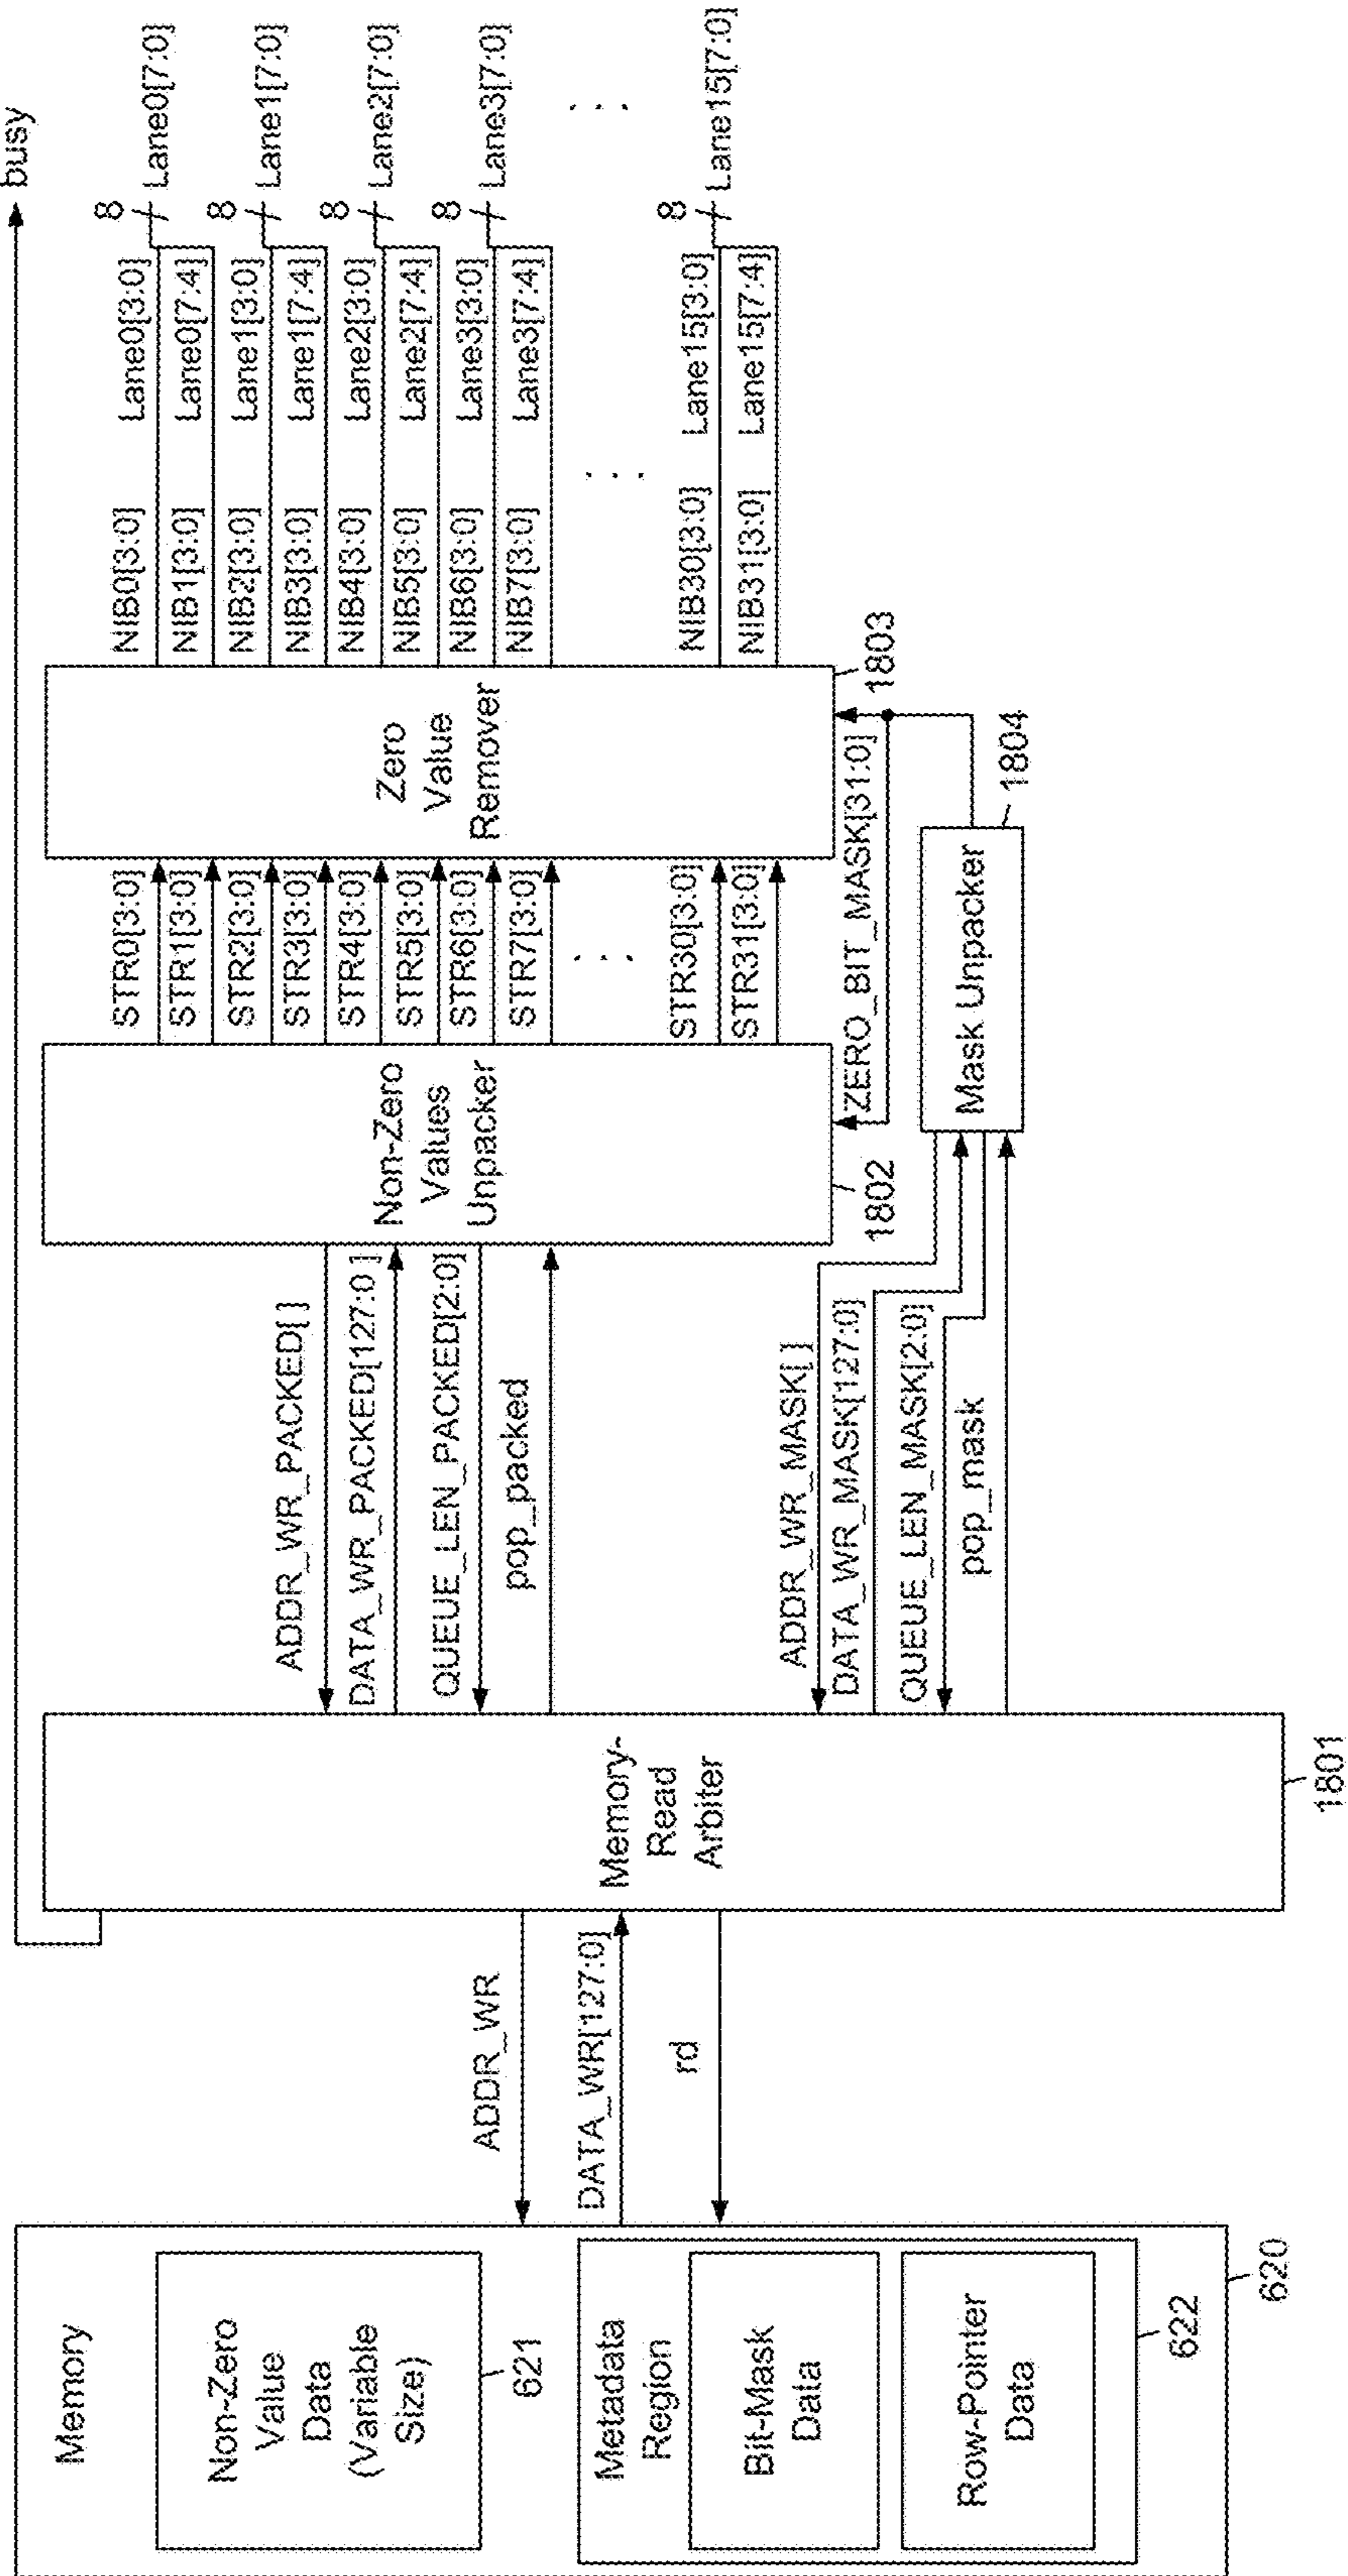 busy
Memory
Non-Zero
Value
Data
(Variable
Size)
621
Metadata
Region
Bit-Mask
Data
Row-Pointer
Data
622
620
ADDR_WR
DATA_WR[127:0]
rd
Memory-
Read
Arbiter
1801
ADDR_WR_PACKED[ ]
DATA_WR_PACKED[127:0 ]
QUEUE_LEN_PACKED[2:0]
pop_packed
ADDR_WR_MASK[ ]
DATA_WR_MASK[127:0]
QUEUE_LEN_MASK[2:0]
pop_mask
Non-Zero
Values
Unpacker
1802
STR0[3:0]
STR1[3:0]
STR2[3:0]
STR3[3:0]
STR4[3:0]
STR5[3:0]
STR6[3:0]
STR7[3:0]
. . .
STR30[3:0]
STR31[3:0]
ZERO_BIT_MASK[31:0]
Mask Unpacker
1804
Zero
Value
Remover
1803
NIB0[3:0] Lane0[3:0]
NIB1[3:0] Lane0[7:4]
NIB2[3:0] Lane1[3:0]
NIB3[3:0] Lane1[7:4]
NIB4[3:0] Lane2[3:0]
NIB5[3:0] Lane2[7:4]
NIB6[3:0] Lane3[3:0]
NIB7[3:0] Lane3[7:4]
. . .
NIB30[3:0] Lane15[3:0]
NIB31[3:0] Lane15[7:4]
8 Lane0[7:0]
8 Lane1[7:0]
8 Lane2[7:0]
8 Lane3[7:0]
. . .
8 Lane15[7:0]